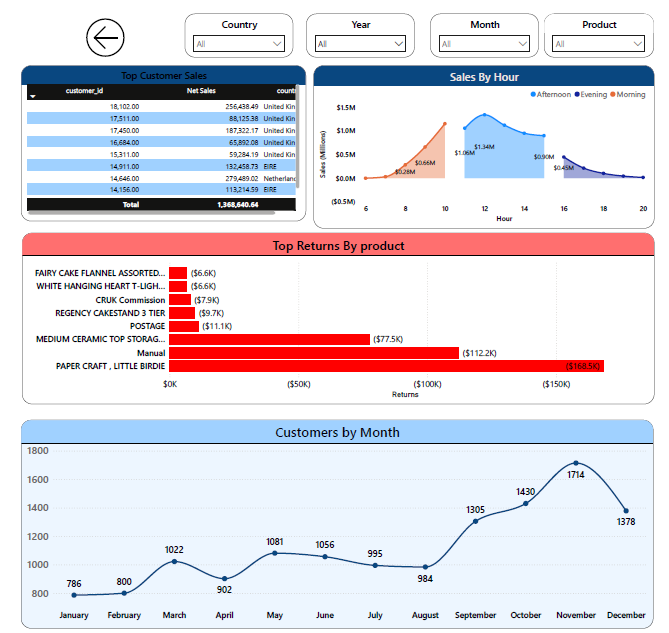 Country
Year
Month
Product
All
All
All
All
Top Customer Sales
customer_id Net Sales
18,102.00 256,438.49 United Kin
17,511.00 88,125.38 United Kin
17,450.00 187,322.17 United Kin
16,684.00 65,892.08 United Kin
15,311.00 59,284.19 United Kin
14,911.00 132,458.73 EIRE
14,646.00 279,489.02 Netherland
14,156.00 113,214.59 EIRE
Total 1,368,640.64
Sales By Hour
Afternoon Evening Morning
Sales (Millions)
$1.5M
$1.0M
$0.5M
$0.0M
($0.5M)
$0.28M
$0.66M
$1.06M
$1.34M
$0.90M
$0.45M
6 8 10 12 14 16 18 20
Hour
Top Returns By product
FAIRY CAKE FLANNEL ASSORTED... ($6.6K)
WHITE HANGING HEART T-LIGH... ($6.6K)
CRUK Commission ($7.9K)
REGENCY CAKESTAND 3 TIER ($9.7K)
POSTAGE ($11.1K)
MEDIUM CERAMIC TOP STORAG... ($77.5K)
Manual ($112.2K)
PAPER CRAFT , LITTLE BIRDIE ($168.5K)
$0K ($50K) ($100K) ($150K)
Returns
Customers by Month
1800
1600
1400
1200
1000
800
786
800
1022
902
1081
1056
995
984
1305
1430
1714
1378
January February March April May June July August September October November December